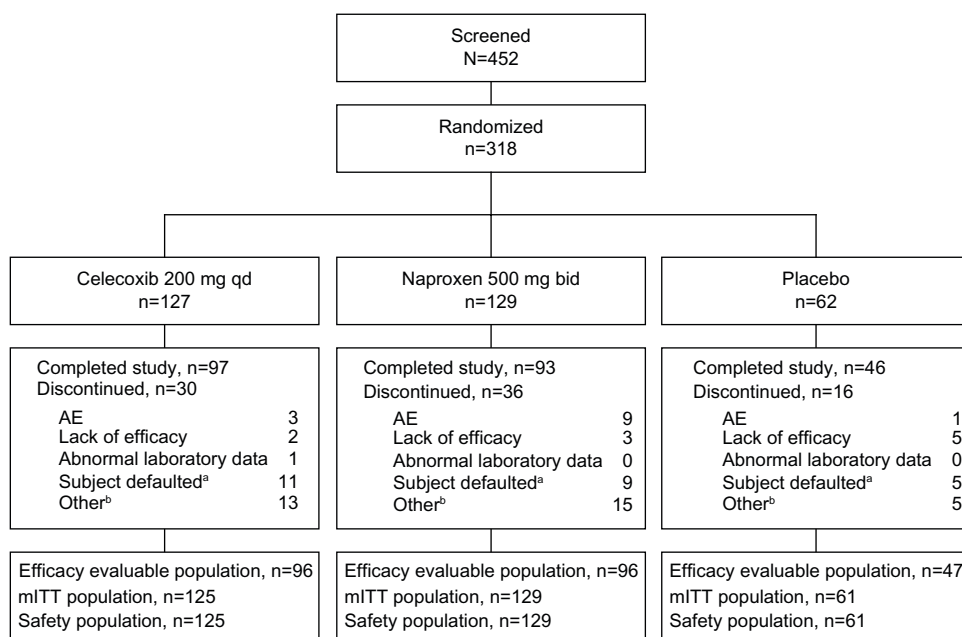 Screened
N=452
Randomized
n=318
Celecoxib 200 mg qd
n=127
Naproxen 500 mg bid
n=129
Placebo
n=62
Completed study, n=97
Discontinued, n=30
AE 3
Lack of efficacy 2
Abnormal laboratory data 1
Subject defaultedᵃ 11
Otherᵇ 13
Completed study, n=93
Discontinued, n=36
AE 9
Lack of efficacy 3
Abnormal laboratory data 0
Subject defaultedᵃ 9
Otherᵇ 15
Completed study, n=46
Discontinued, n=16
AE 1
Lack of efficacy 5
Abnormal laboratory data 0
Subject defaultedᵃ 5
Otherᵇ 5
Efficacy evaluable population, n=96
mITT population, n=125
Safety population, n=125
Efficacy evaluable population, n=96
mITT population, n=129
Safety population, n=129
Efficacy evaluable population, n=47
mITT population, n=61
Safety population, n=61